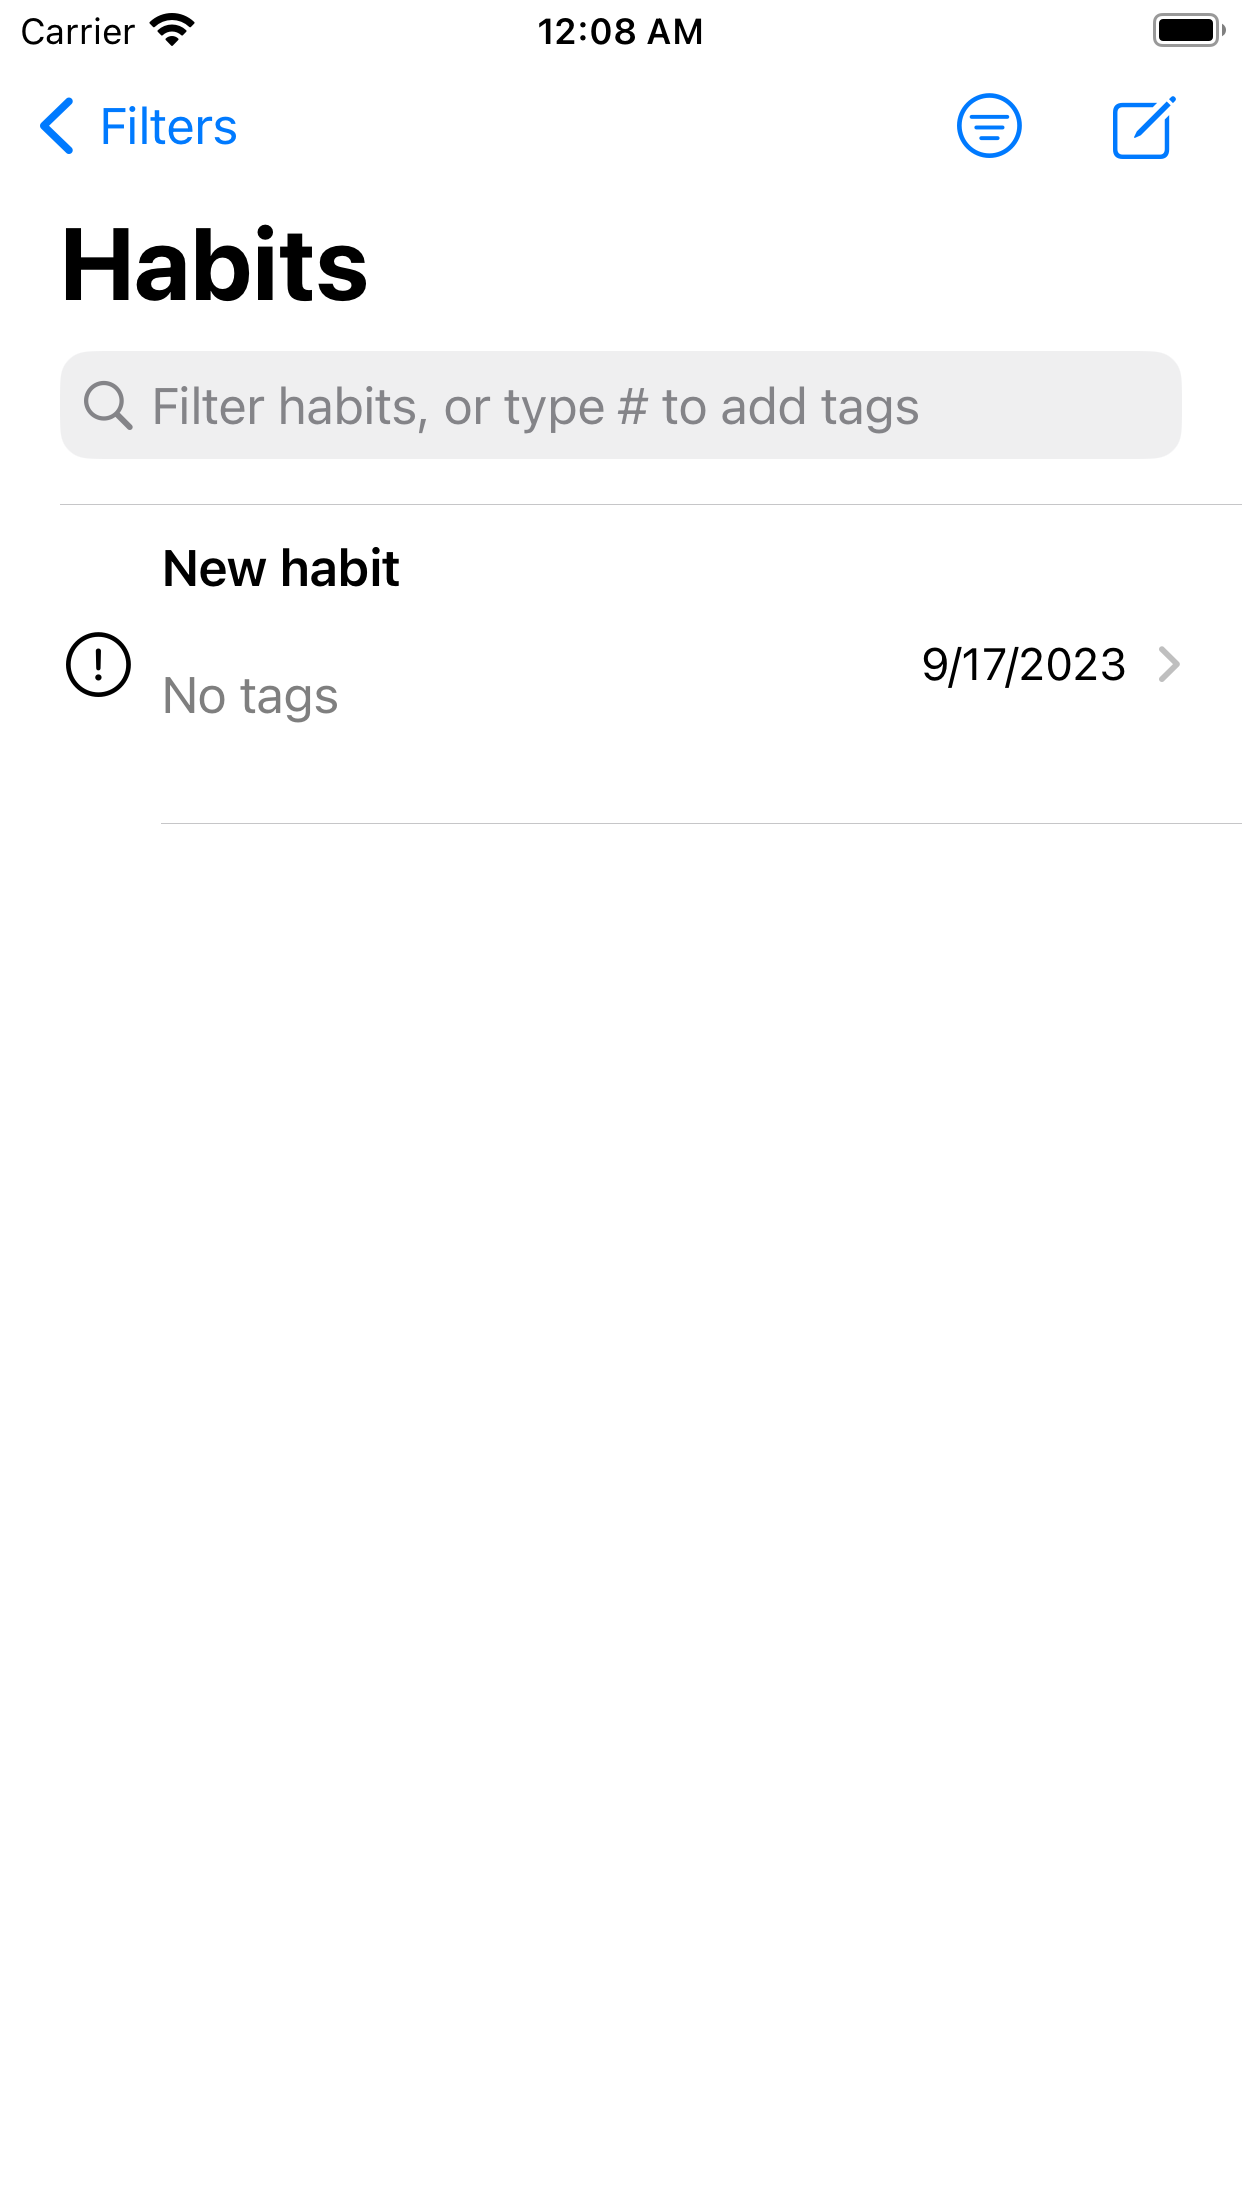 Carrier 12:08 AM
Filters
Habits
Filter habits, or type # to add tags
New habit
9/17/2023
No tags